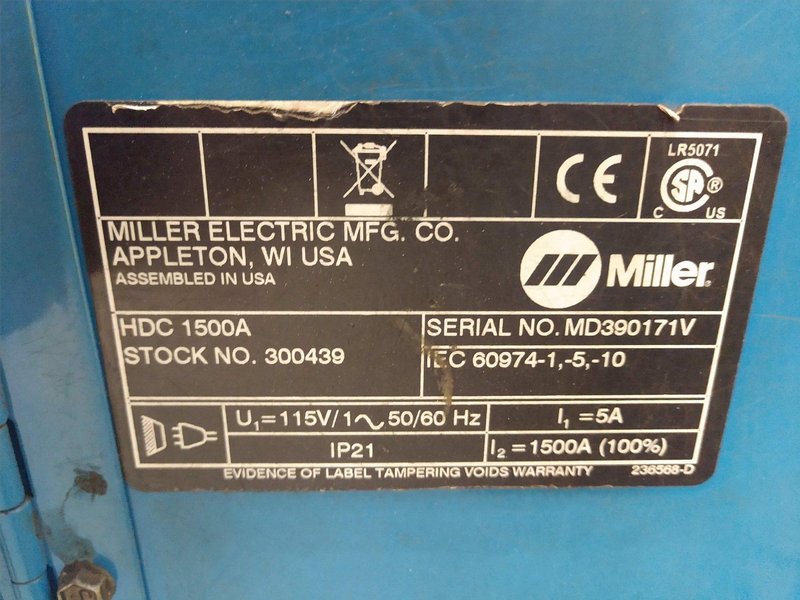 LR5071
CE
SA ®
C US
MILLER ELECTRIC MFG. CO.
APPLETON, WI USA
ASSEMBLED IN USA
Miller®
HDC 1500A
SERIAL NO. MD390171V
STOCK NO. 300439
IEC 60974-1,-5,-10
U₁=115V/1～50/60 Hz
I₁=5A
IP21
I₂=1500A (100%)
EVIDENCE OF LABEL TAMPERING VOIDS WARRANTY 236568-D